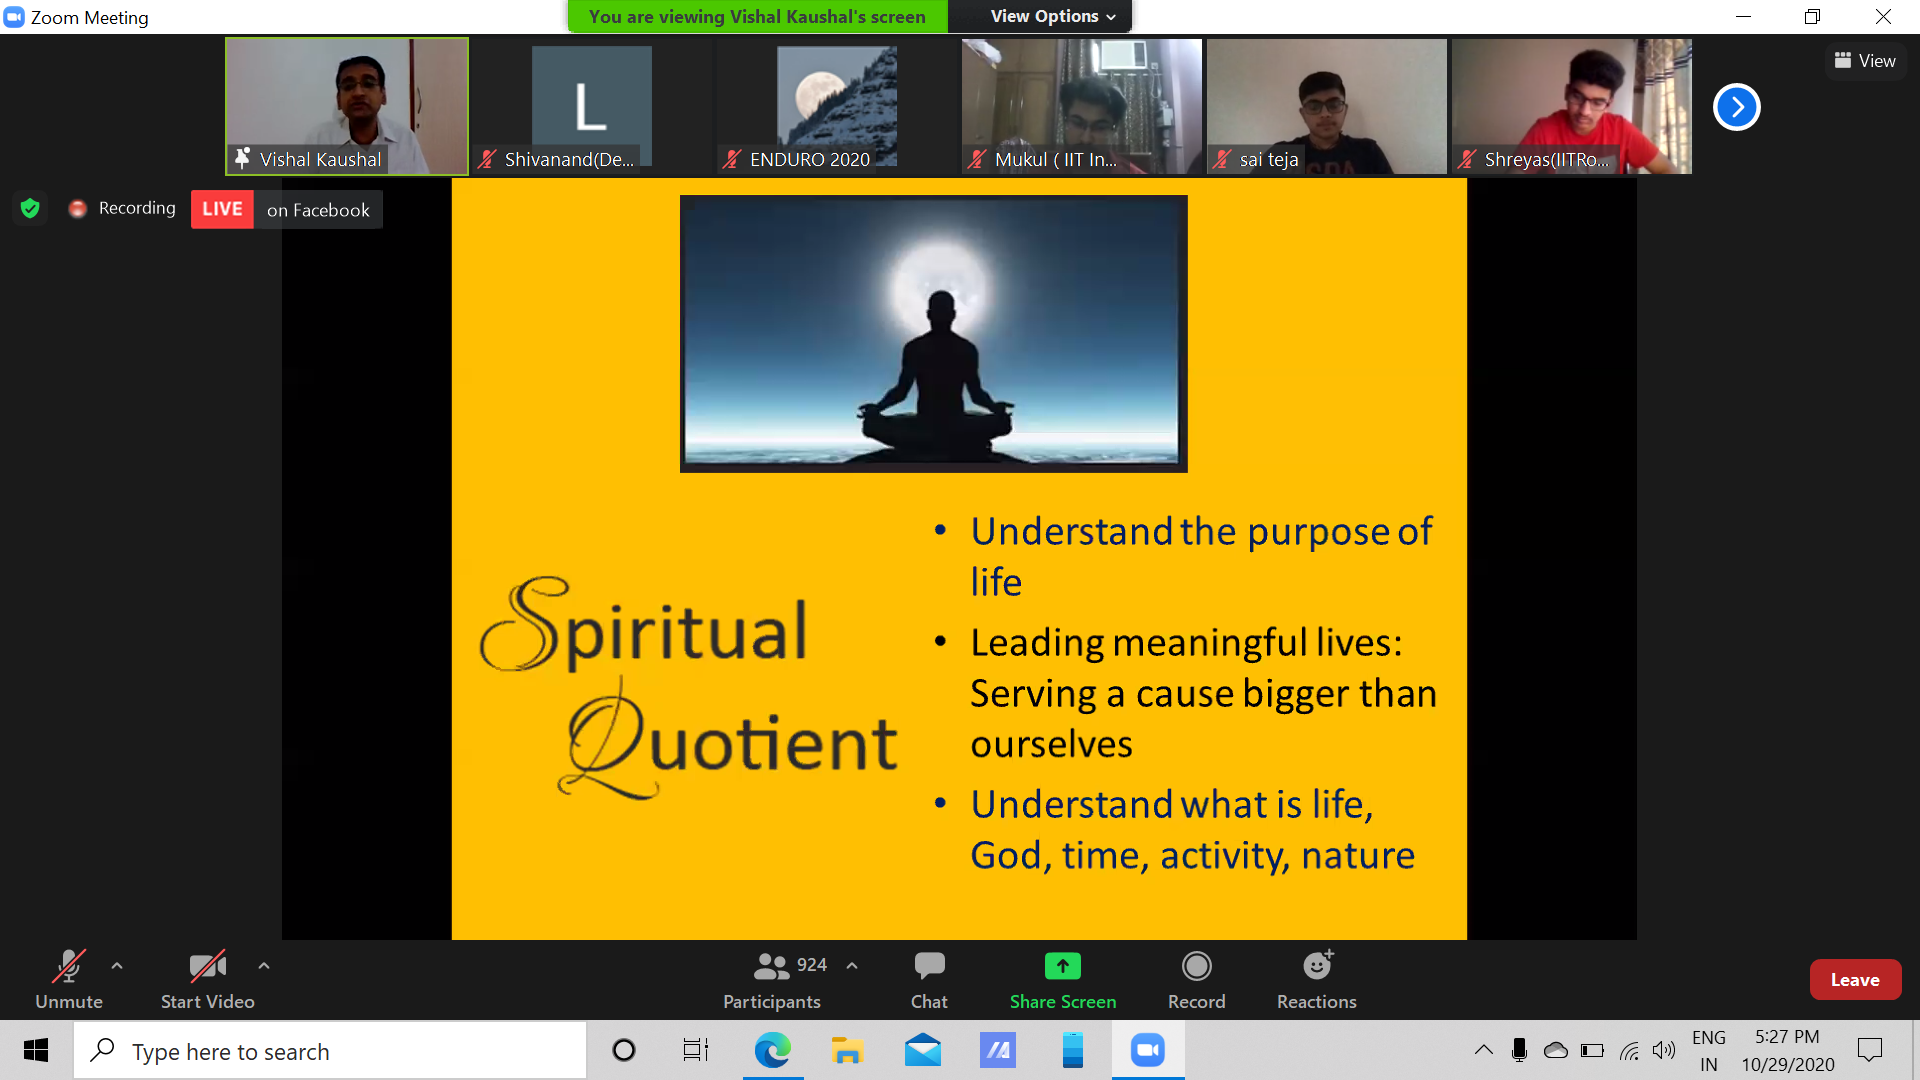 Zoom Meeting
You are viewing Vishal Kaushal's screen
View Options
Vishal Kaushal
L
Shivanand(De...
ENDURO 2020
Mukul ( IIT In...
sai teja
Shreyas(IITRo...
View
Recording
LIVE
on Facebook
Spiritual
Quotient
• Understand the purpose of
life
• Leading meaningful lives:
Serving a cause bigger than
ourselves
• Understand what is life,
God, time, activity, nature
Unmute
Start Video
924
Participants
Chat
Share Screen
Record
Reactions
Leave
Type here to search
ENG
IN
5:27 PM
10/29/2020